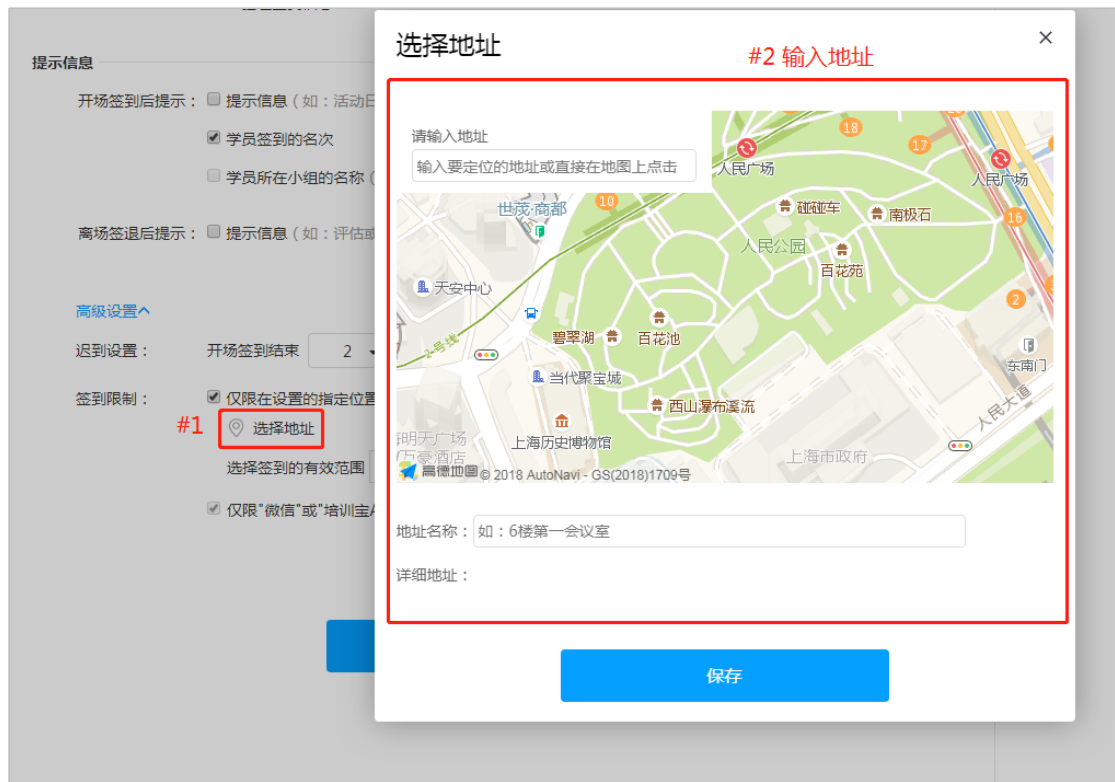 提示信息
开场签到后提示： 提示信息（如：活动日
学员签到的名次
学员所在小组的名称（
离场签退后提示： 提示信息（如：评估或
高级设置
迟到设置： 开场签到结束 2
签到限制： 仅限在设置的指定位置
#1 选择地址
选择签到的有效范围
仅限"微信"或"培训宝A
选择地址
#2 输入地址
请输入地址
输入要定位的地址或直接在地图上点击
18
17
人民广场
人民广场
世茂·商都
10
碰碰车
南极石
16
人民公园
百花苑
天安中心
2
2号线
碧翠湖
百花池
东南门
当代聚宝城
西山瀑布溪流
人民大道
上海历史博物馆
明天广场
万豪酒店
上海市政府
高德地图 © 2018 AutoNavi - GS(2018)1709号
地址名称： 如：6楼第一会议室
详细地址：
保存